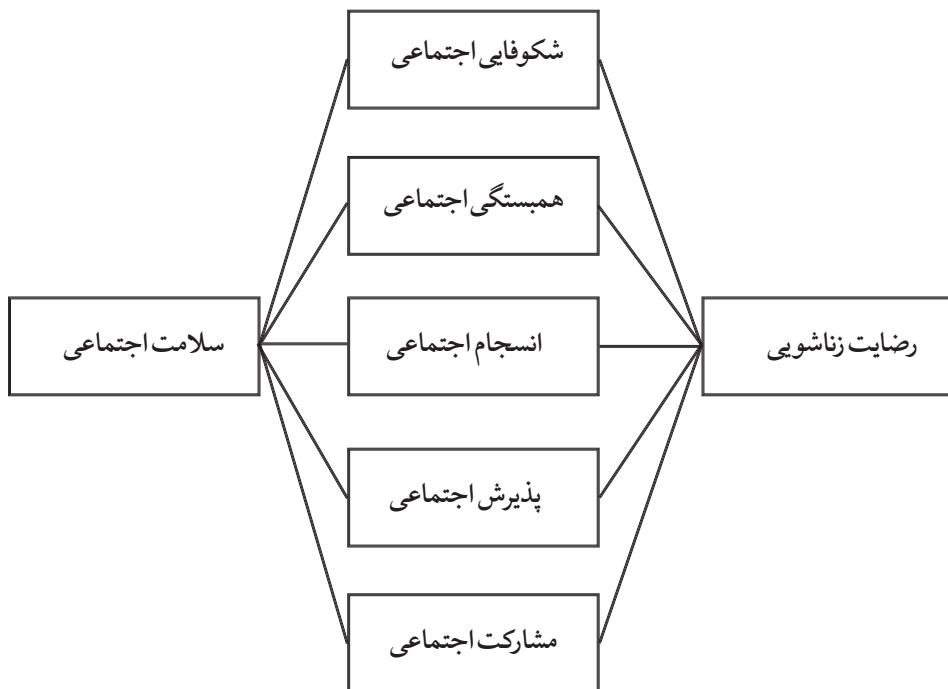 شکوفایی اجتماعی
همبستگی اجتماعی
رضایت زناشویی
انسجام اجتماعی
سلامت اجتماعی
پذیرش اجتماعی
مشارکت اجتماعی